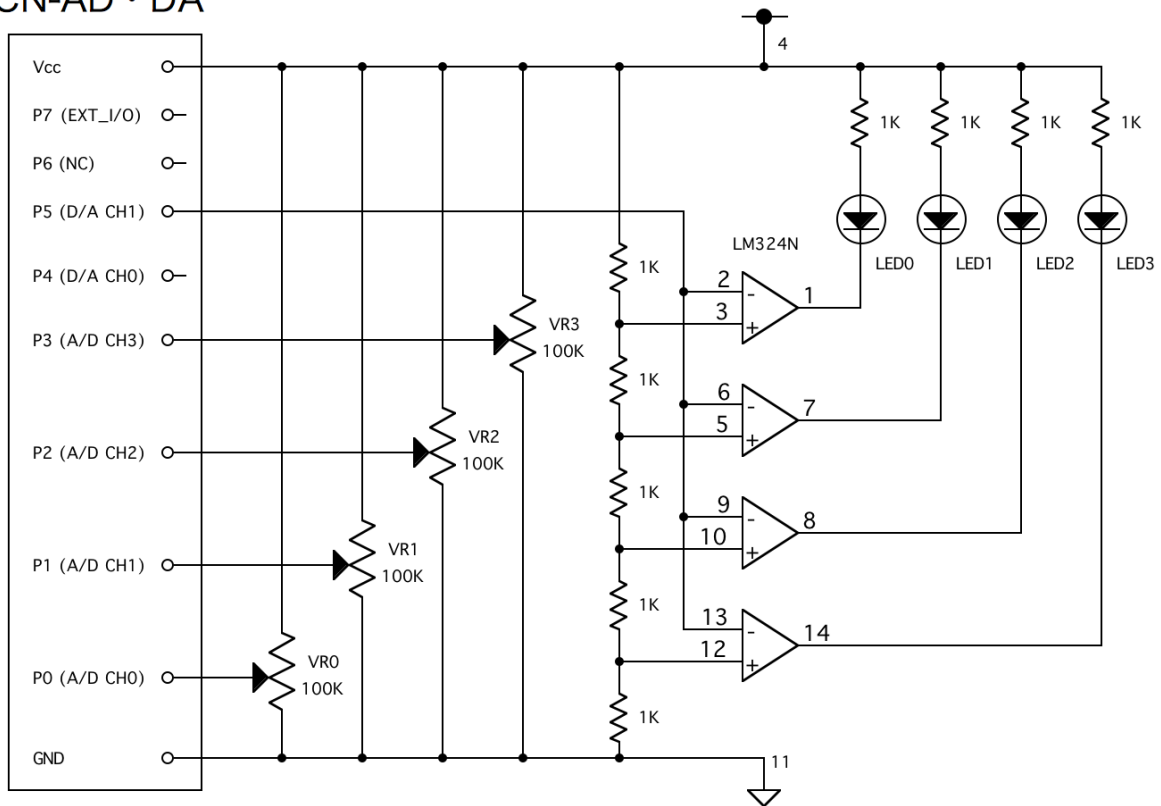 CN-AD・DA
4
Vcc
P7 (EXT_I/O)
1K
1K
1K
1K
P6 (NC)
P5 (D/A CH1)
LM324N
LED0
LED1
LED2
LED3
P4 (D/A CH0)
1K
2
-
3
+
1
P3 (A/D CH3)
VR3
100K
1K
6
-
5
+
7
P2 (A/D CH2)
VR2
100K
1K
9
-
10
+
8
P1 (A/D CH1)
VR1
100K
1K
13
-
12
+
14
P0 (A/D CH0)
VR0
100K
1K
GND
11